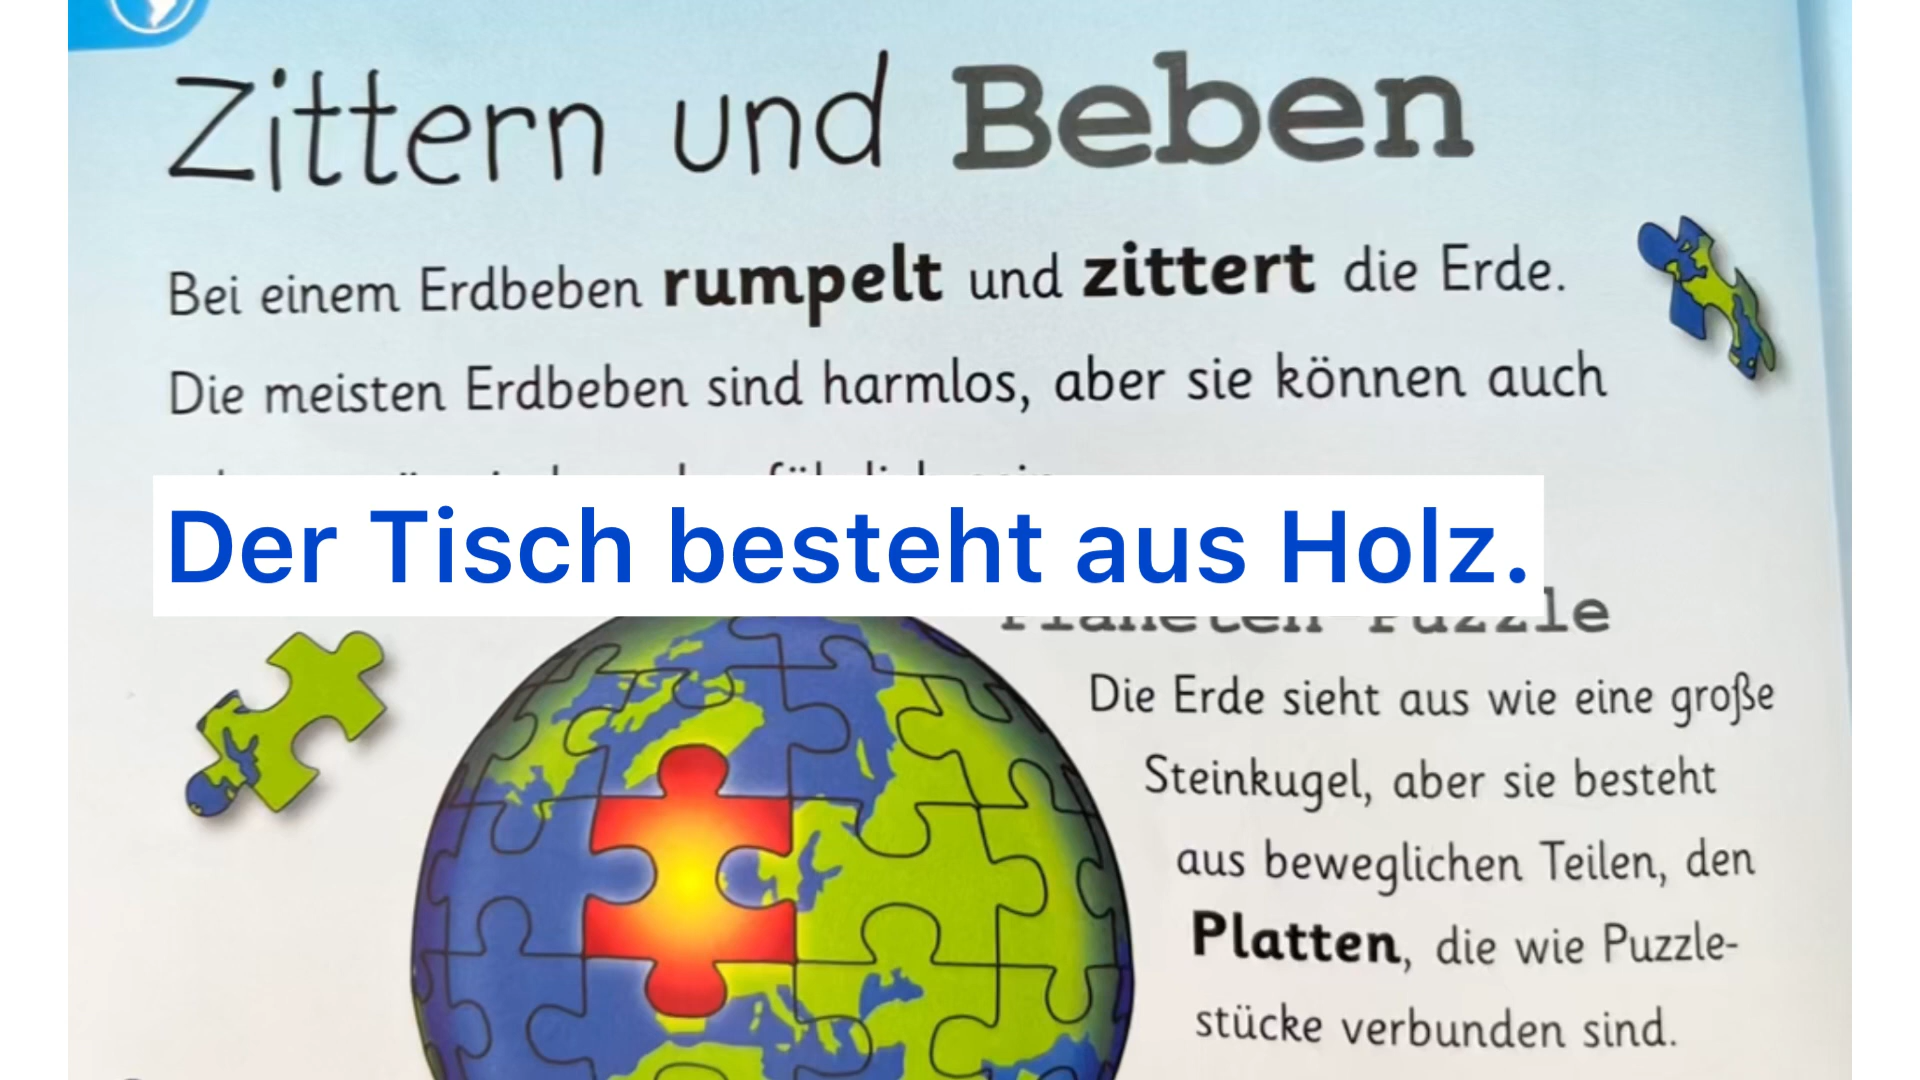 Zittern und Beben
Bei einem Erdbeben rumpelt und zittert die Erde.
Die meisten Erdbeben sind harmlos, aber sie können auch
Der Tisch besteht aus Holz.
Planeten-Puzzle
Die Erde sieht aus wie eine große
Steinkugel, aber sie besteht
aus beweglichen Teilen, den
Platten, die wie Puzzle-
stücke verbunden sind.